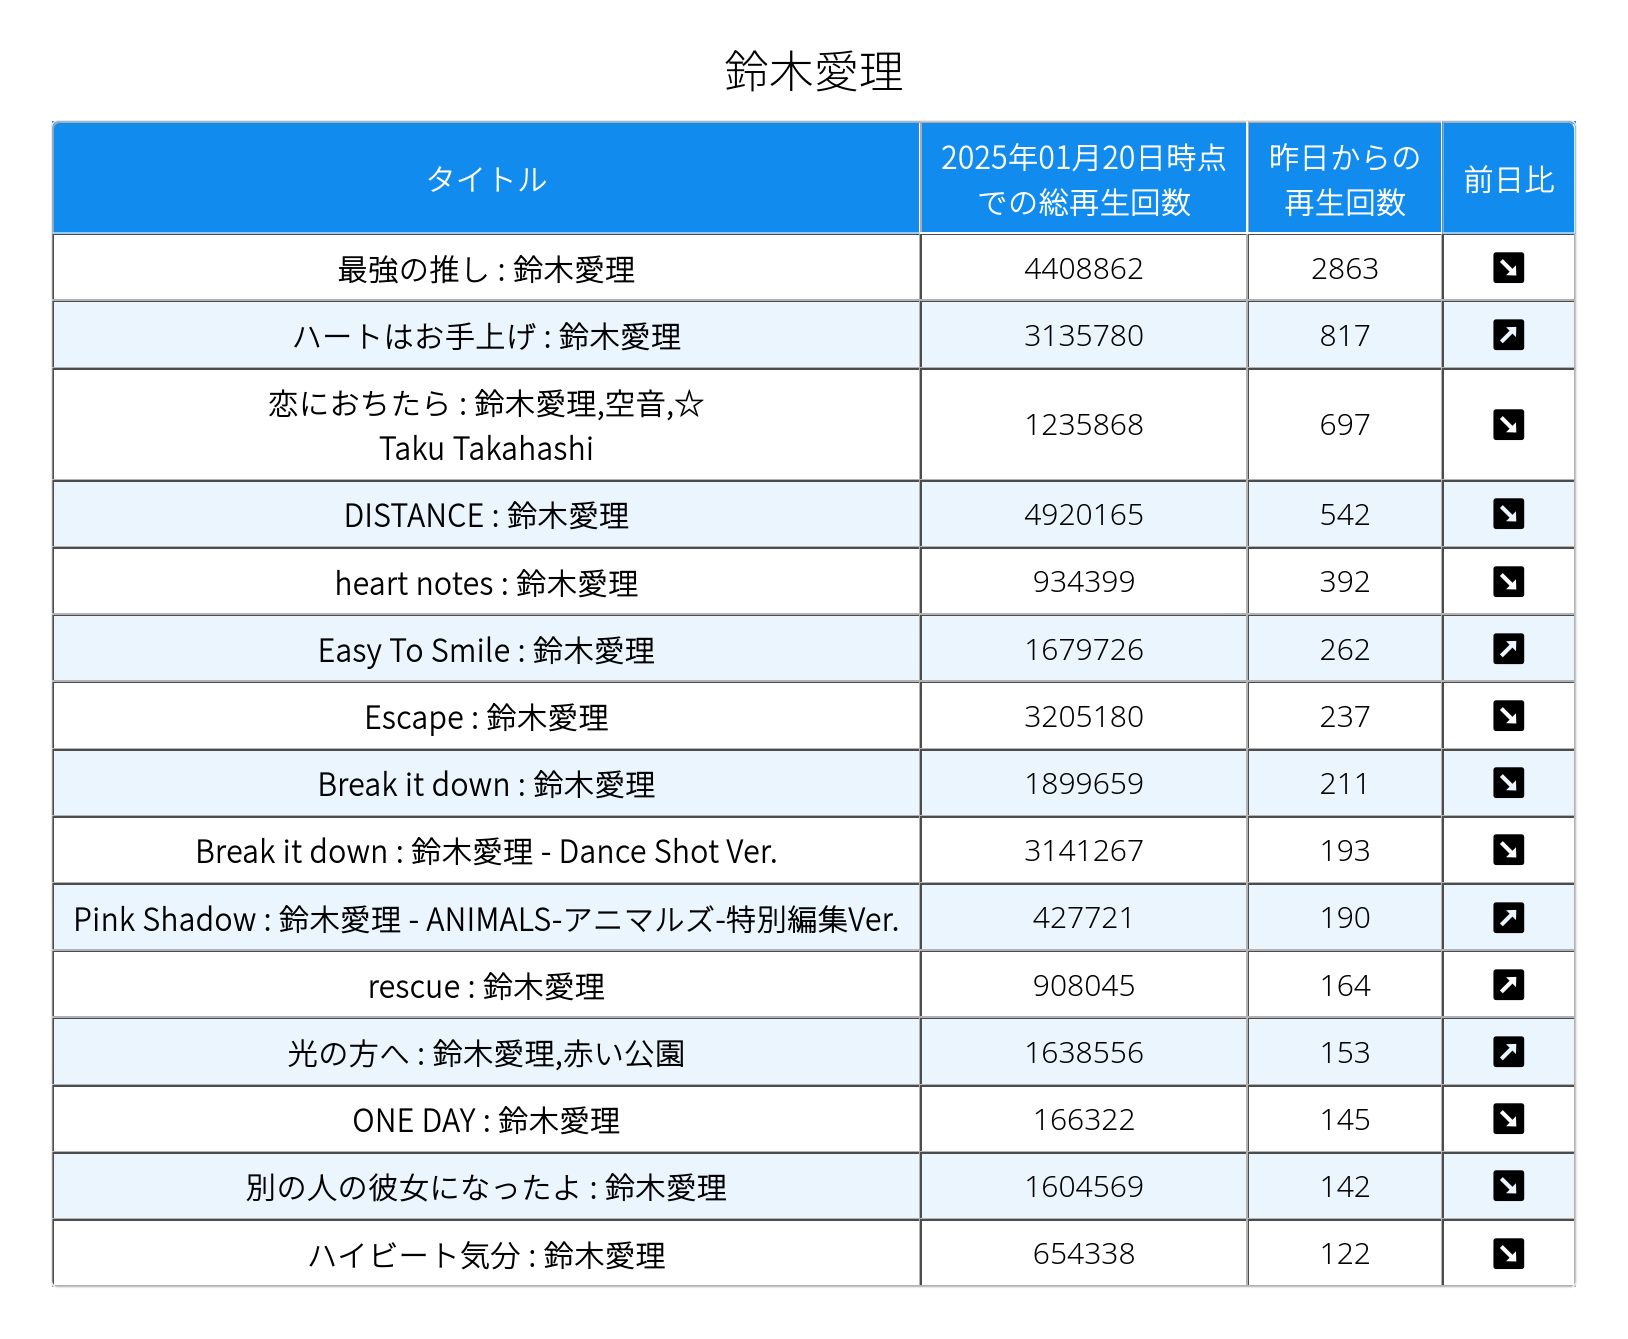 鈴木愛理
タイトル
2025年01月20日時点
での総再生回数
昨日からの
再生回数
前日比
最強の推し : 鈴木愛理 4408862 2863 ↘
ハートはお手上げ : 鈴木愛理 3135780 817 ↗
恋におちたら : 鈴木愛理,空音,☆
Taku Takahashi 1235868 697 ↘
DISTANCE : 鈴木愛理 4920165 542 ↘
heart notes : 鈴木愛理 934399 392 ↘
Easy To Smile : 鈴木愛理 1679726 262 ↗
Escape : 鈴木愛理 3205180 237 ↘
Break it down : 鈴木愛理 1899659 211 ↘
Break it down : 鈴木愛理 - Dance Shot Ver. 3141267 193 ↘
Pink Shadow : 鈴木愛理 - ANIMALS-アニマルズ-特別編集Ver. 427721 190 ↗
rescue : 鈴木愛理 908045 164 ↗
光の方へ : 鈴木愛理,赤い公園 1638556 153 ↗
ONE DAY : 鈴木愛理 166322 145 ↘
別の人の彼女になったよ : 鈴木愛理 1604569 142 ↘
ハイビート気分 : 鈴木愛理 654338 122 ↘